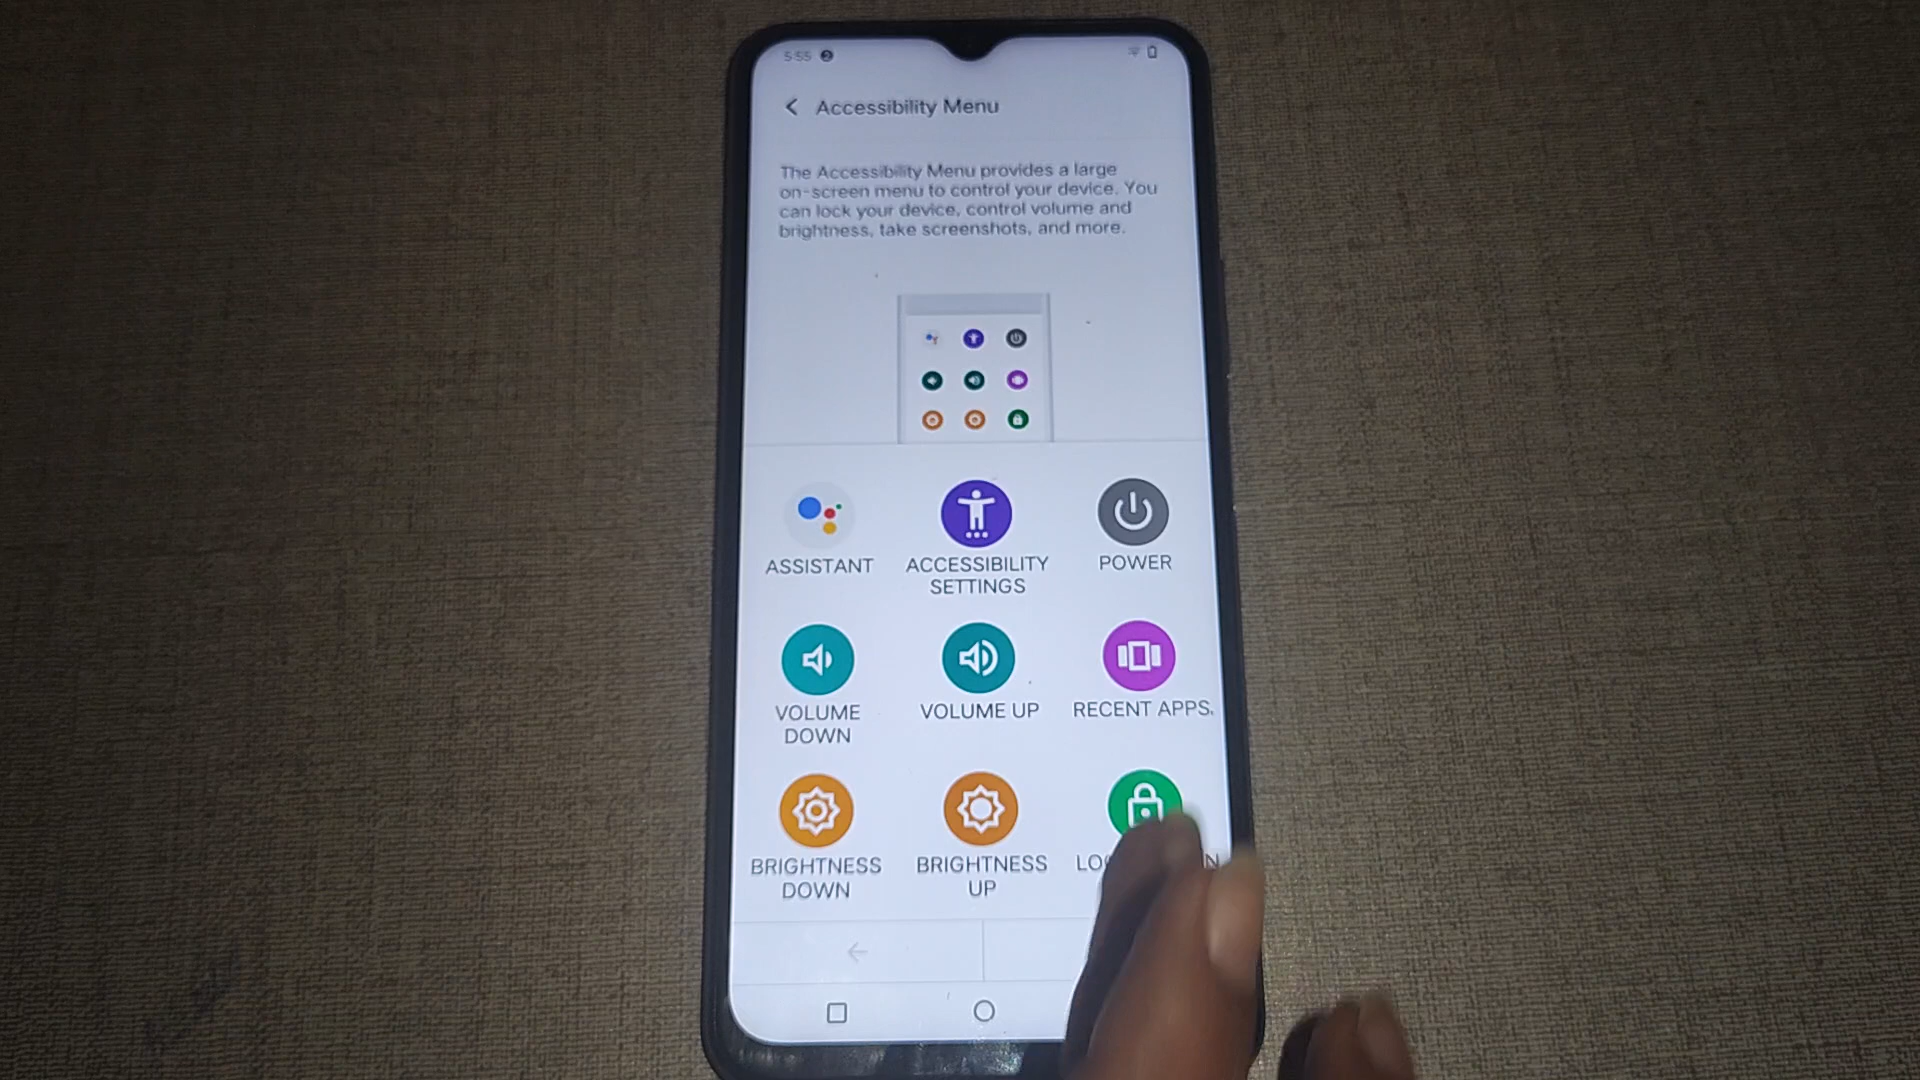 5:55
Accessibility Menu
The Accessibility Menu provides a large
on-screen menu to control your device. You
can lock your device, control volume and
brightness, take screenshots, and more.
ASSISTANT
ACCESSIBILITY
SETTINGS
POWER
VOLUME
DOWN
VOLUME UP
RECENT APPS
BRIGHTNESS
DOWN
BRIGHTNESS
UP